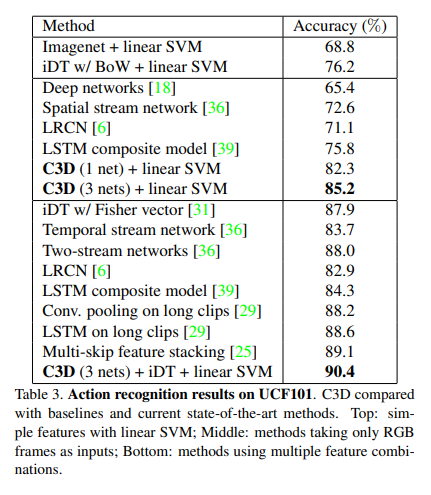 Method Accuracy (%)
Imagenet + linear SVM 68.8
iDT w/ BoW + linear SVM 76.2
Deep networks [18] 65.4
Spatial stream network [36] 72.6
LRCN [6] 71.1
LSTM composite model [39] 75.8
C3D (1 net) + linear SVM 82.3
C3D (3 nets) + linear SVM 85.2
iDT w/ Fisher vector [31] 87.9
Temporal stream network [36] 83.7
Two-stream networks [36] 88.0
LRCN [6] 82.9
LSTM composite model [39] 84.3
Conv. pooling on long clips [29] 88.2
LSTM on long clips [29] 88.6
Multi-skip feature stacking [25] 89.1
C3D (3 nets) + iDT + linear SVM 90.4
Table 3. Action recognition results on UCF101. C3D compared
with baselines and current state-of-the-art methods. Top: sim-
ple features with linear SVM; Middle: methods taking only RGB
frames as inputs; Bottom: methods using multiple feature combi-
nations.